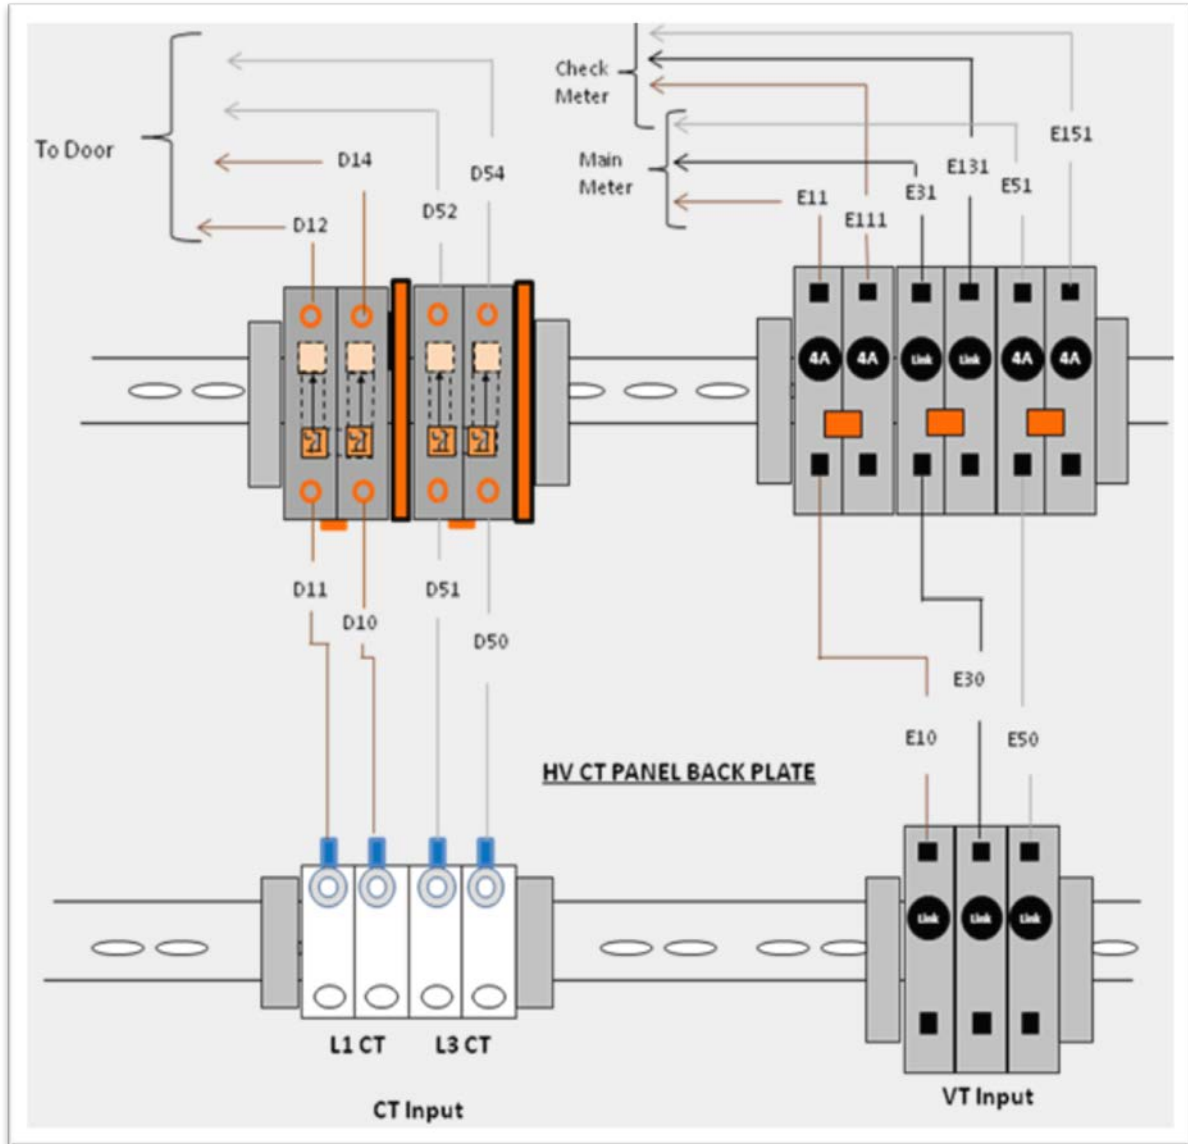 Check
Meter
Main
Meter
To Door
D14
D54
D52
D12
E151
E131
E51
E31
E11
E111
4A
4A
Link
Link
4A
4A
D11
D10
D51
D50
E30
E10
E50
HV CT PANEL BACK PLATE
Link
Link
Link
L1 CT
L3 CT
CT Input
VT Input